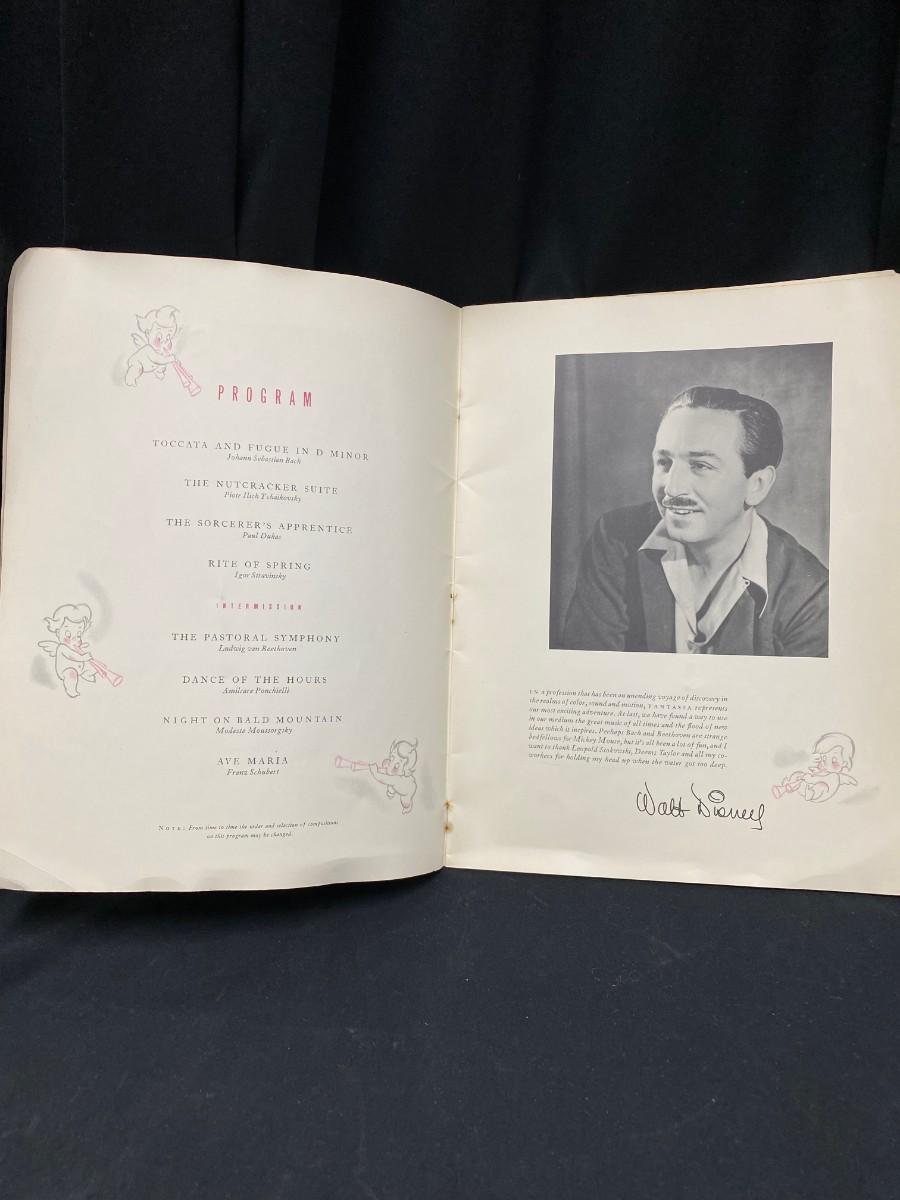 PROGRAM
TOCCATA AND FUGUE IN D MINOR
Johann Sebastian Bach
THE NUTCRACKER SUITE
Piotr Ilich Tchaikovsky
THE SORCERER'S APPRENTICE
Paul Dukas
RITE OF SPRING
Igor Stravinsky
INTERMISSION
THE PASTORAL SYMPHONY
Ludwig van Beethoven
DANCE OF THE HOURS
Amilcare Ponchielli
NIGHT ON BALD MOUNTAIN
Modeste Moussorgsky
AVE MARIA
Franz Schubert
NOTE: From time to time the order and selection of compositions
on this program may be changed.
IN a profession that has been an unending voyage of discovery in
the realms of color, sound and motion, FANTASIA represents
our most exciting adventure. At last, we have found a way to use
in our medium the great music of all times and the flood of new
ideas which it inspires. Perhaps Bach and Beethoven are strange
bedfellows for Mickey Mouse, but it's all been a lot of fun, and I
want to thank Leopold Stokowski, Deems Taylor and all my co-
workers for holding my head up when the water got too deep.
Walt Disney